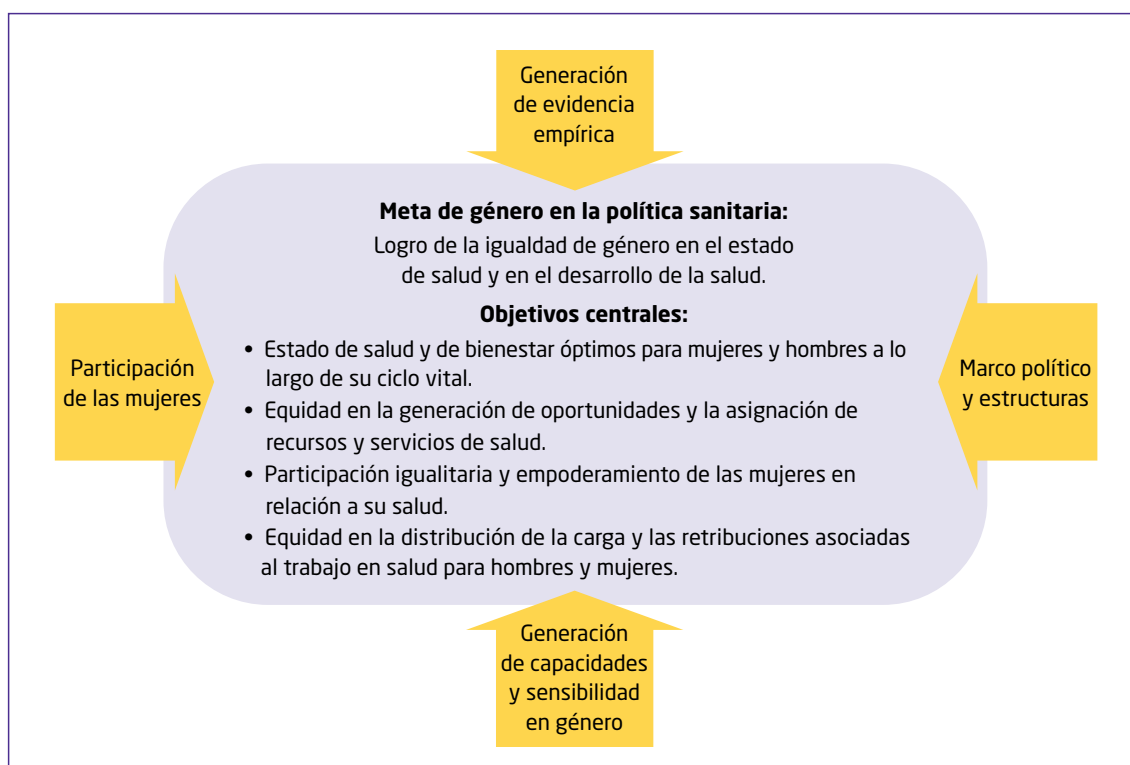 Generación
de evidencia
empírica
Meta de género en la política sanitaria:
Logro de la igualdad de género en el estado
de salud y en el desarrollo de la salud.
Objetivos centrales:
• Estado de salud y de bienestar óptimos para mujeres y hombres a lo
largo de su ciclo vital.
• Equidad en la generación de oportunidades y la asignación de
recursos y servicios de salud.
• Participación igualitaria y empoderamiento de las mujeres en
relación a su salud.
• Equidad en la distribución de la carga y las retribuciones asociadas
al trabajo en salud para hombres y mujeres.
Participación
de las mujeres
Marco político
y estructuras
Generación
de capacidades
y sensibilidad
en género